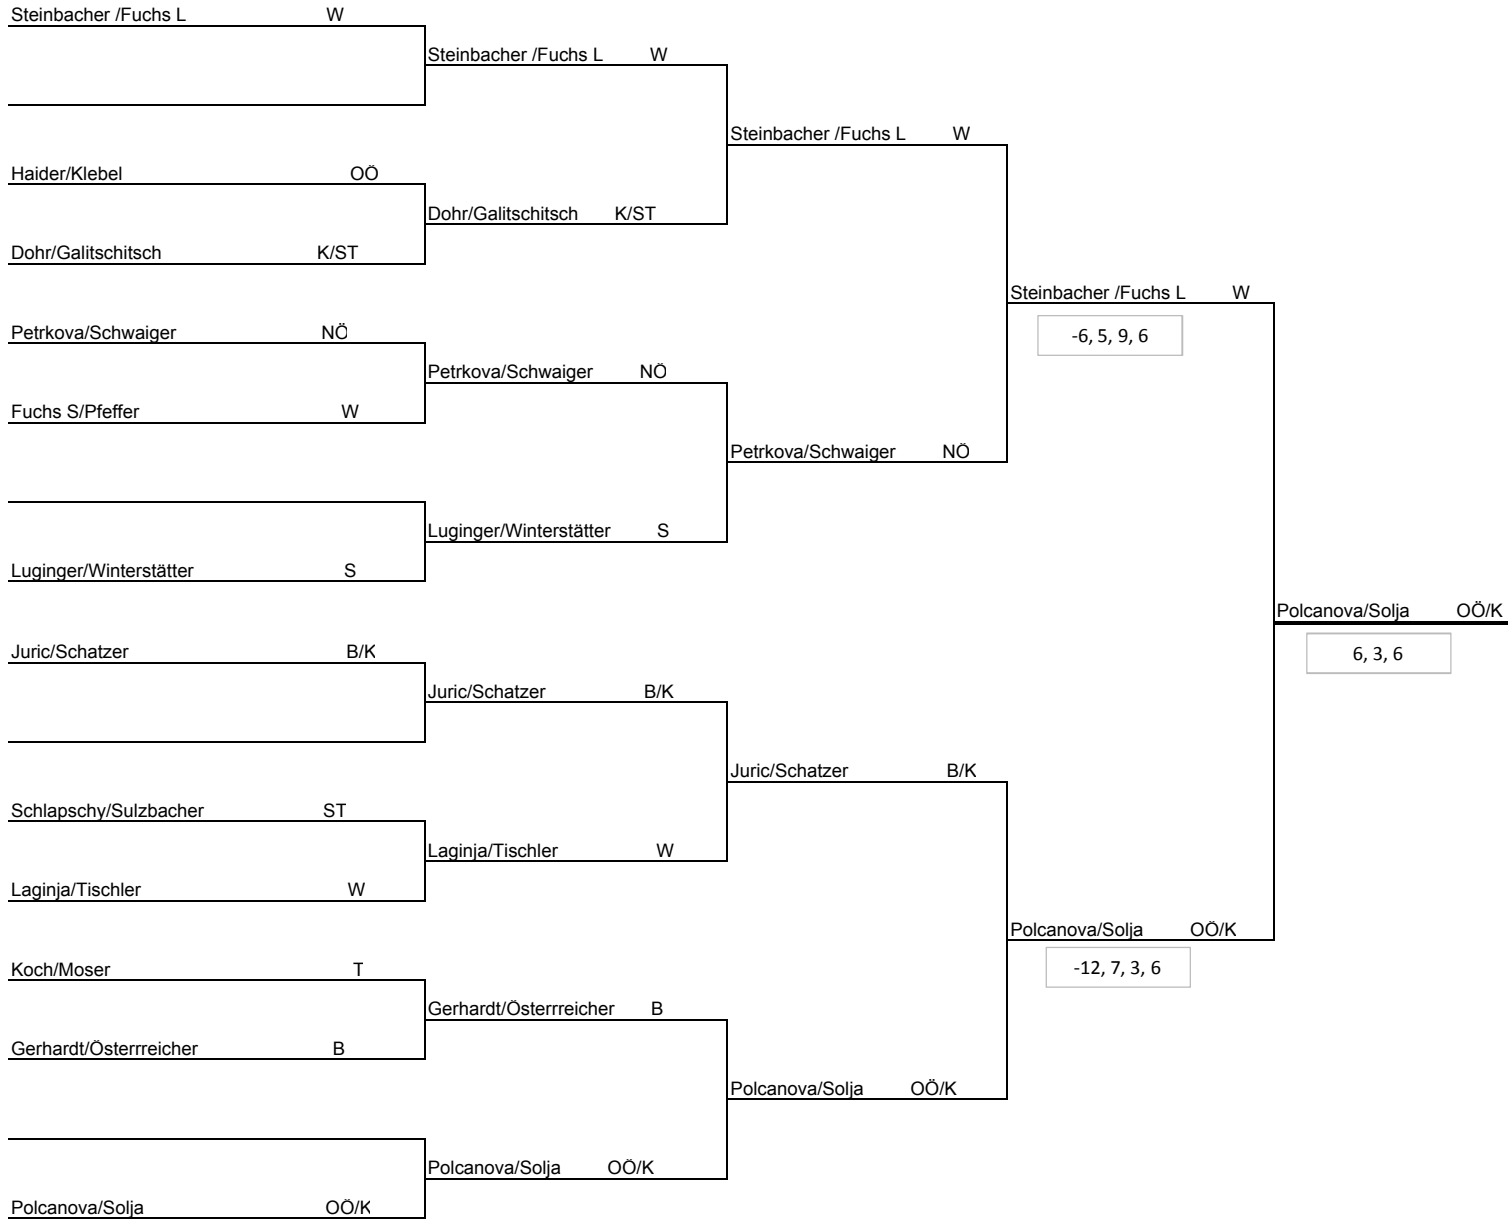 Steinbacher /Fuchs L W
Steinbacher /Fuchs L W
Steinbacher /Fuchs L W
Haider/Klebel OÖ
Dohr/Galitschitsch K/ST
Dohr/Galitschitsch K/ST
Steinbacher /Fuchs L W
Petrkova/Schwaiger NÖ
-6, 5, 9, 6
Petrkova/Schwaiger NÖ
Fuchs S/Pfeffer W
Petrkova/Schwaiger NÖ
Luginger/Winterstätter S
Luginger/Winterstätter S
Polcanova/Solja OÖ/K
Juric/Schatzer B/K
6, 3, 6
Juric/Schatzer B/K
Juric/Schatzer B/K
Schlapschy/Sulzbacher ST
Laginja/Tischler W
Laginja/Tischler W
Polcanova/Solja OÖ/K
Koch/Moser T
-12, 7, 3, 6
Gerhardt/Österrreicher B
Gerhardt/Österrreicher B
Polcanova/Solja OÖ/K
Polcanova/Solja OÖ/K
Polcanova/Solja OÖ/K